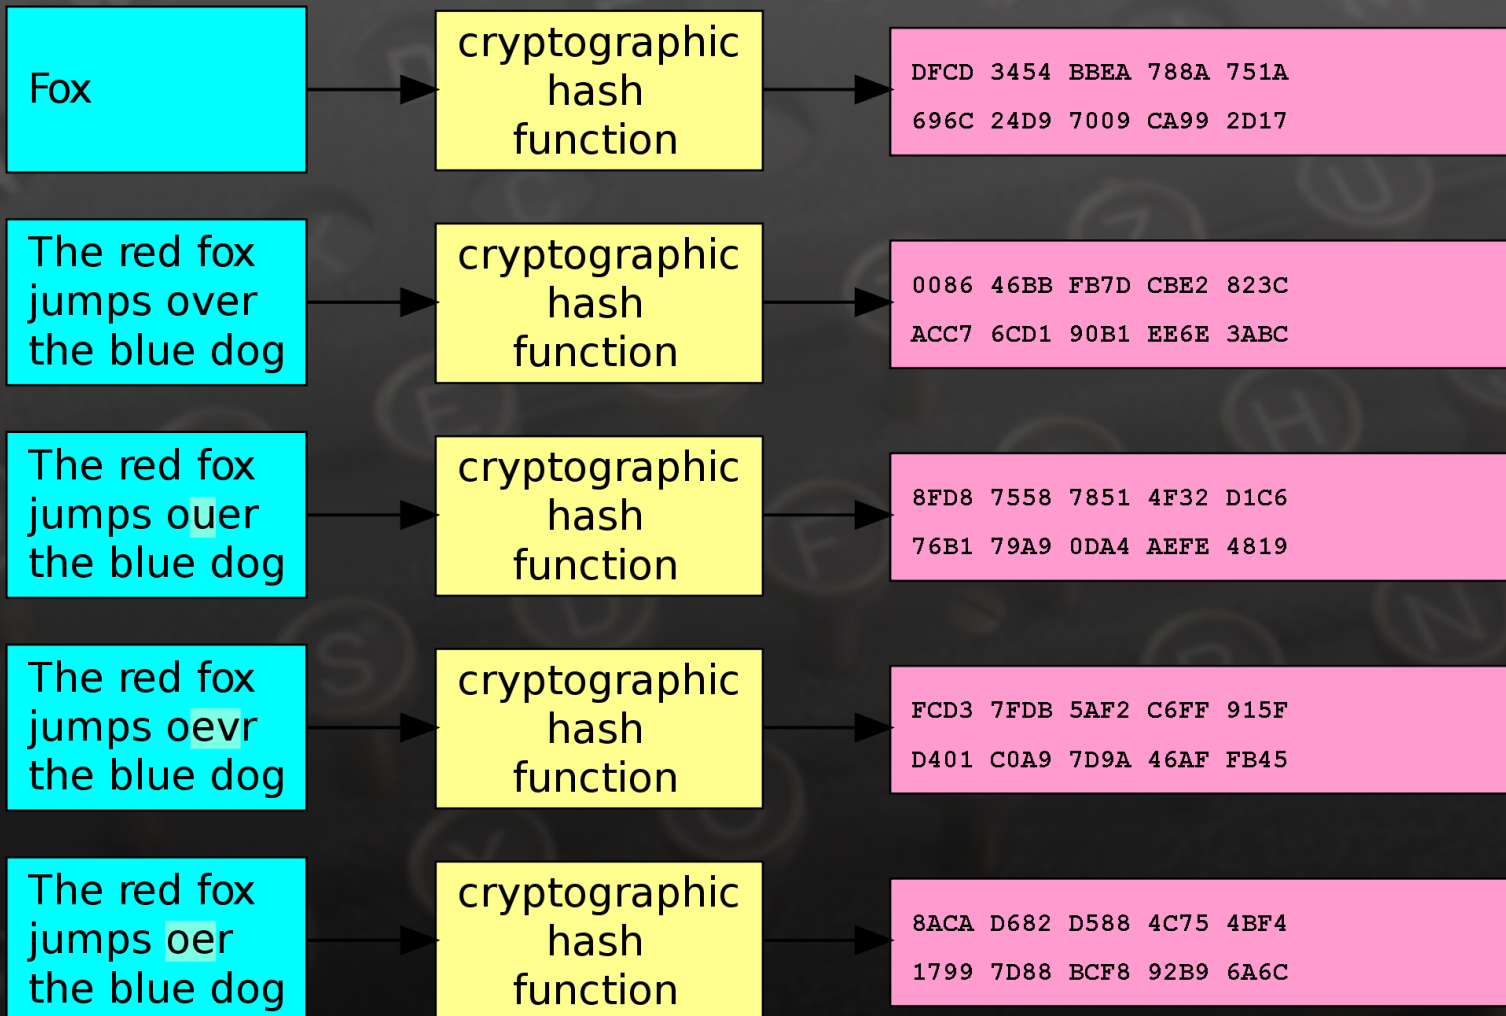 Fox
cryptographic
hash
function
DFCD 3454 BBEA 788A 751A
696C 24D9 7009 CA99 2D17
The red fox
jumps over
the blue dog
cryptographic
hash
function
0086 46BB FB7D CBE2 823C
ACC7 6CD1 90B1 EE6E 3ABC
The red fox
jumps ouer
the blue dog
cryptographic
hash
function
8FD8 7558 7851 4F32 D1C6
76B1 79A9 0DA4 AEFE 4819
The red fox
jumps oevr
the blue dog
cryptographic
hash
function
FCD3 7FDB 5AF2 C6FF 915F
D401 C0A9 7D9A 46AF FB45
The red fox
jumps oer
the blue dog
cryptographic
hash
function
8ACA D682 D588 4C75 4BF4
1799 7D88 BCF8 92B9 6A6C